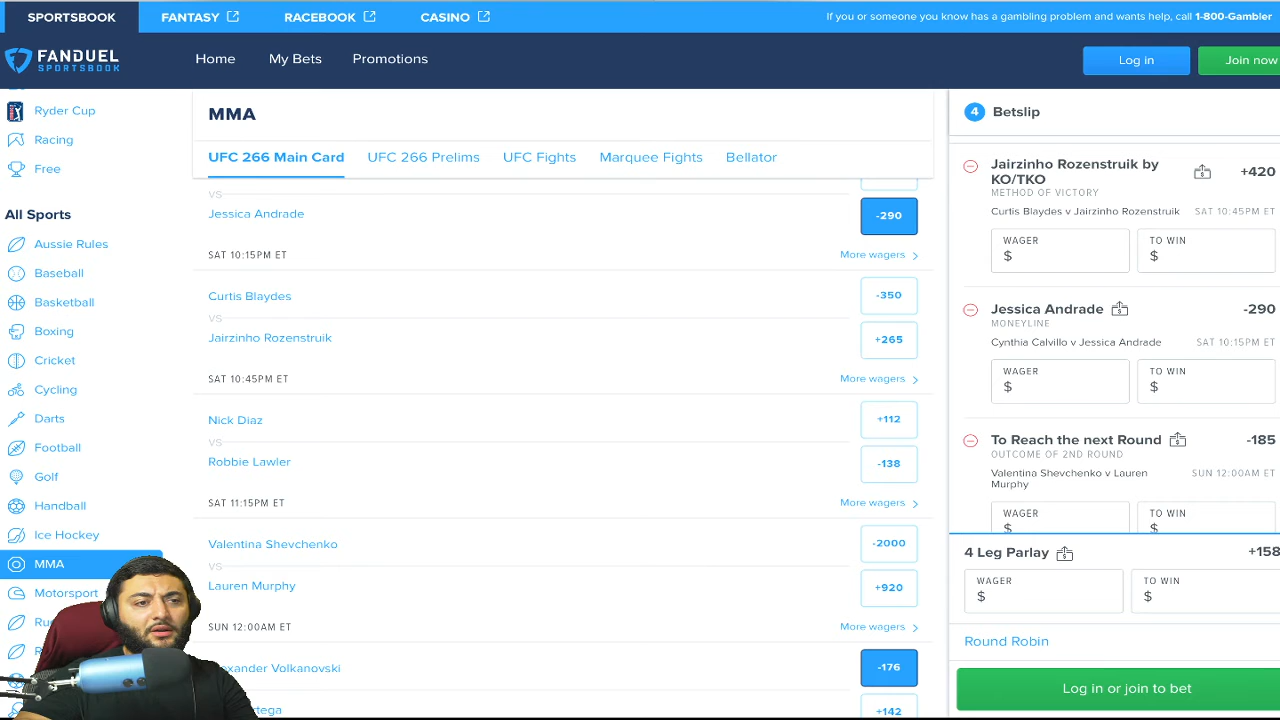 SPORTSBOOK
FANTASY
RACEBOOK
CASINO
If you or someone you know has a gambling problem and wants help, call 1-800-Gambler
FANDUEL
SPORTSBOOK
Home
My Bets
Promotions
Log in
Join now
Ryder Cup
Racing
Free
All Sports
Aussie Rules
Baseball
Basketball
Boxing
Cricket
Cycling
Darts
Football
Golf
Handball
Ice Hockey
MMA
Motorsport
MMA
UFC 266 Main Card
UFC 266 Prelims
UFC Fights
Marquee Fights
Bellator
VS
Jessica Andrade
-290
SAT 10:15PM ET
More wagers
Curtis Blaydes
-350
VS
Jairzinho Rozenstruik
+265
SAT 10:45PM ET
More wagers
Nick Diaz
+112
VS
Robbie Lawler
-138
SAT 11:15PM ET
More wagers
Valentina Shevchenko
-2000
VS
Lauren Murphy
+920
SUN 12:00AM ET
More wagers
Volkanovski
-176
+142
4
Betslip
Jairzinho Rozenstruik by
KO/TKO
+420
METHOD OF VICTORY
Curtis Blaydes v Jairzinho Rozenstruik
SAT 10:45PM ET
WAGER
$
TO WIN
$
Jessica Andrade
-290
MONEYLINE
Cynthia Calvillo v Jessica Andrade
SAT 10:15PM ET
WAGER
$
TO WIN
$
To Reach the next Round
-185
OUTCOME OF 2ND ROUND
Valentina Shevchenko v Lauren
Murphy
SUN 12:00AM ET
WAGER
$
TO WIN
$
4 Leg Parlay
+158
WAGER
$
TO WIN
$
Round Robin
Log in or join to bet